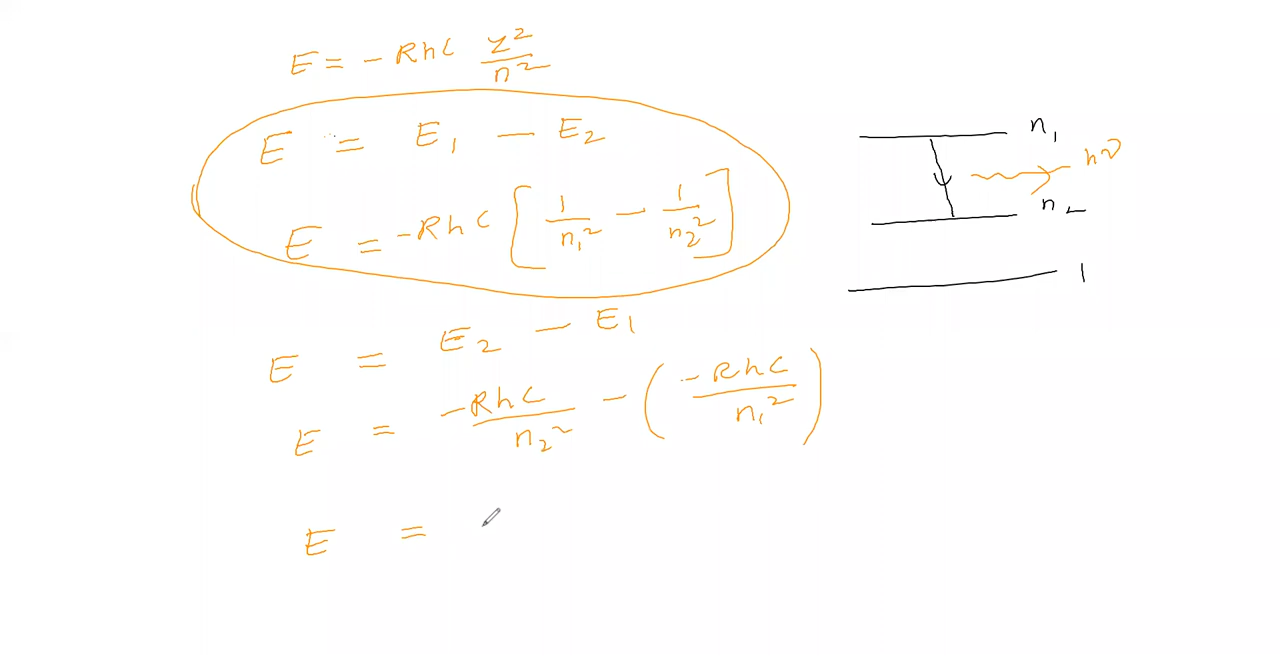 E = -Rhc z²/n²
E = E₁ - E₂
E = -Rhc [1/n₁² - 1/n₂²]
E = E₂ - E₁
E = -Rhc/n₂² - (-Rhc/n₁²)
E =
n₁
hν
n₂
1